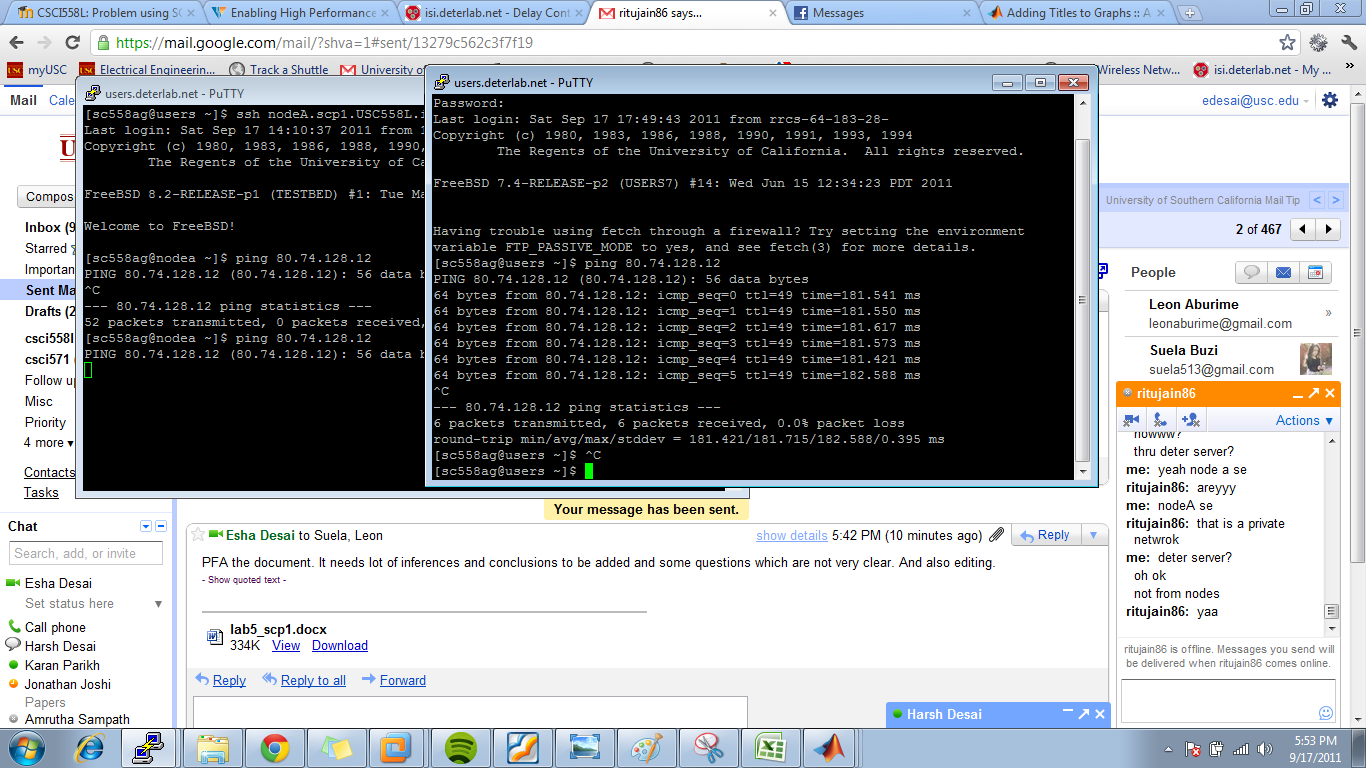 CSCI558L: Problem using SC
Enabling High Performance
isi.deterlab.net - Delay Cont
ritujain86 says...
Messages
Adding Titles to Graphs :: A
https://mail.google.com/mail/?shva=1#sent/13279c562c3f7f19
myUSC
Electrical Engineerin...
Track a Shuttle
University of
Wireless Netw...
isi.deterlab.net - My ...
Mail
Cale
edesai@usc.edu
Compos
Inbox (9
Starred
Importan
Sent Ma
Drafts (2
csci558l
csci571 (
Follow up
Misc
Priority
4 more
Contacts
Tasks
users.deterlab.net - PuTTY
[sc558ag@users ~]$ ssh nodeA.scp1.USC558L.i
Last login: Sat Sep 17 14:10:37 2011 from 1
Copyright (c) 1980, 1983, 1986, 1988, 1990,
The Regents of the University of Ca
FreeBSD 8.2-RELEASE-p1 (TESTBED) #1: Tue Ma
Welcome to FreeBSD!
[sc558ag@nodea ~]$ ping 80.74.128.12
PING 80.74.128.12 (80.74.128.12): 56 data b
^C
--- 80.74.128.12 ping statistics ---
52 packets transmitted, 0 packets received,
[sc558ag@nodea ~]$ ping 80.74.128.12
PING 80.74.128.12 (80.74.128.12): 56 data b
users.deterlab.net - PuTTY
Password:
Last login: Sat Sep 17 17:49:43 2011 from rrcs-64-183-28-
Copyright (c) 1980, 1983, 1986, 1988, 1990, 1991, 1993, 1994
The Regents of the University of California.  All rights reserved.
FreeBSD 7.4-RELEASE-p2 (USERS7) #14: Wed Jun 15 12:34:23 PDT 2011
Having trouble using fetch through a firewall? Try setting the environment
variable FTP_PASSIVE_MODE to yes, and see fetch(3) for more details.
[sc558ag@users ~]$ ping 80.74.128.12
PING 80.74.128.12 (80.74.128.12): 56 data bytes
64 bytes from 80.74.128.12: icmp_seq=0 ttl=49 time=181.541 ms
64 bytes from 80.74.128.12: icmp_seq=1 ttl=49 time=181.550 ms
64 bytes from 80.74.128.12: icmp_seq=2 ttl=49 time=181.617 ms
64 bytes from 80.74.128.12: icmp_seq=3 ttl=49 time=181.573 ms
64 bytes from 80.74.128.12: icmp_seq=4 ttl=49 time=181.421 ms
64 bytes from 80.74.128.12: icmp_seq=5 ttl=49 time=182.588 ms
^C
--- 80.74.128.12 ping statistics ---
6 packets transmitted, 6 packets received, 0.0% packet loss
round-trip min/avg/max/stddev = 181.421/181.715/182.588/0.395 ms
[sc558ag@users ~]$ ^C
[sc558ag@users ~]$
University of Southern California Mail Tip
< >
2 of 467
People
Leon Aburime
leonaburime@gmail.com
»
Suela Buzi
suela513@gmail.com
ritujain86
Actions
howww?
thru deter server?
me: yeah node a se
ritujain86: areyyy
me: nodeA se
ritujain86: that is a private
netwrok
me: deter server?
oh ok
not from nodes
ritujain86: yaa
ritujain86 is offline. Messages you send will
be delivered when ritujain86 comes online.
Your message has been sent.
Esha Desai to Suela, Leon
show details 5:42 PM (10 minutes ago)
Reply
PFA the document. It needs lot of inferences and conclusions to be added and some questions which are not very clear. And also editing.
- Show quoted text -
lab5_scp1.docx
334K View Download
Reply Reply to all Forward
Chat
Search, add, or invite
Esha Desai
Set status here
Call phone
Harsh Desai
Karan Parikh
Jonathan Joshi
Papers
Amrutha Sampath
Harsh Desai
5:53 PM
9/17/2011